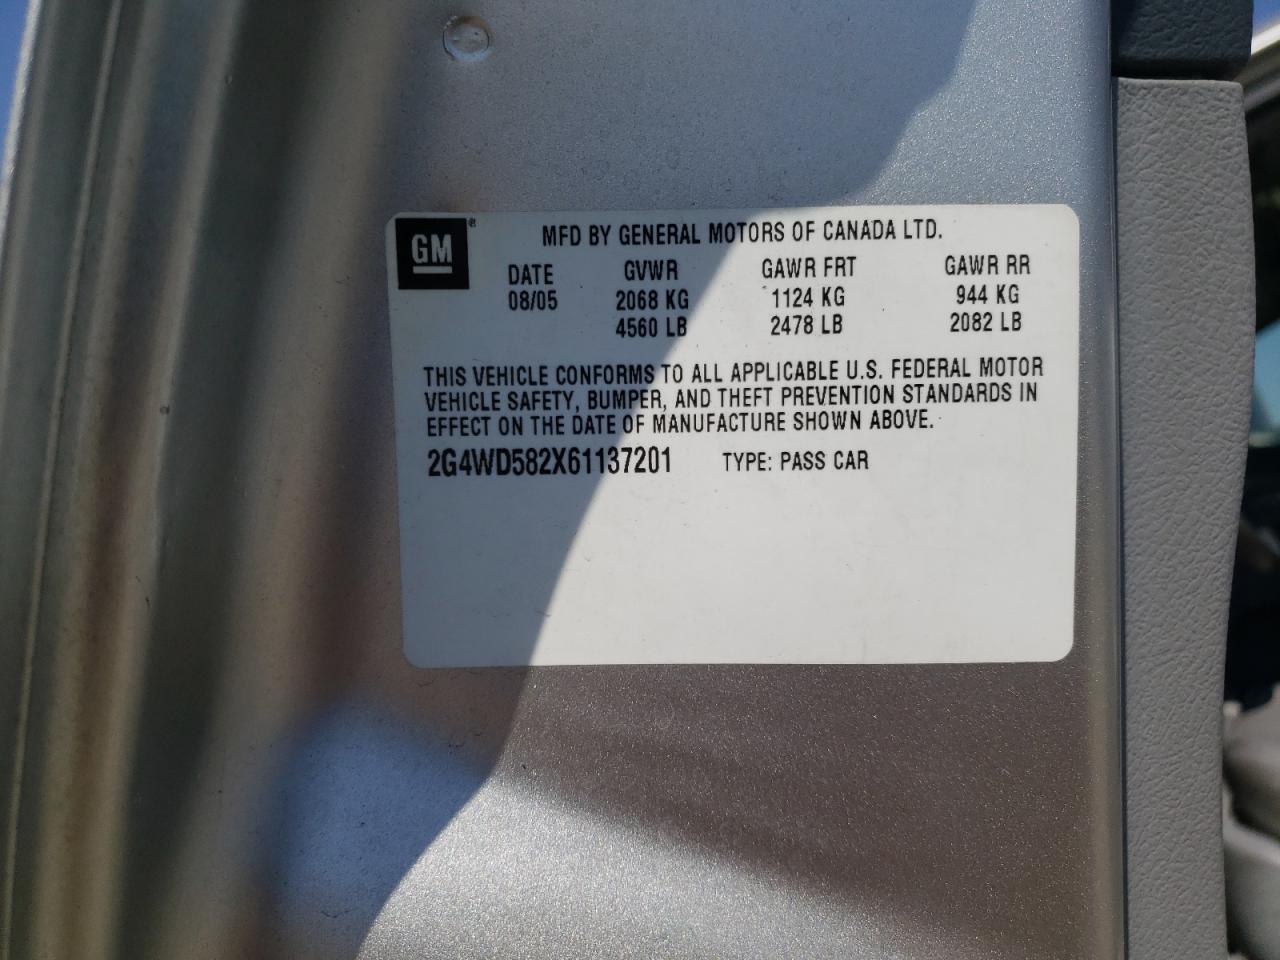 GM®
MFD BY GENERAL MOTORS OF CANADA LTD.
DATE GVWR GAWR FRT GAWR RR
08/05 2068 KG 1124 KG 944 KG
4560 LB 2478 LB 2082 LB
THIS VEHICLE CONFORMS TO ALL APPLICABLE U.S. FEDERAL MOTOR
VEHICLE SAFETY, BUMPER, AND THEFT PREVENTION STANDARDS IN
EFFECT ON THE DATE OF MANUFACTURE SHOWN ABOVE.
2G4WD582X61137201 TYPE: PASS CAR